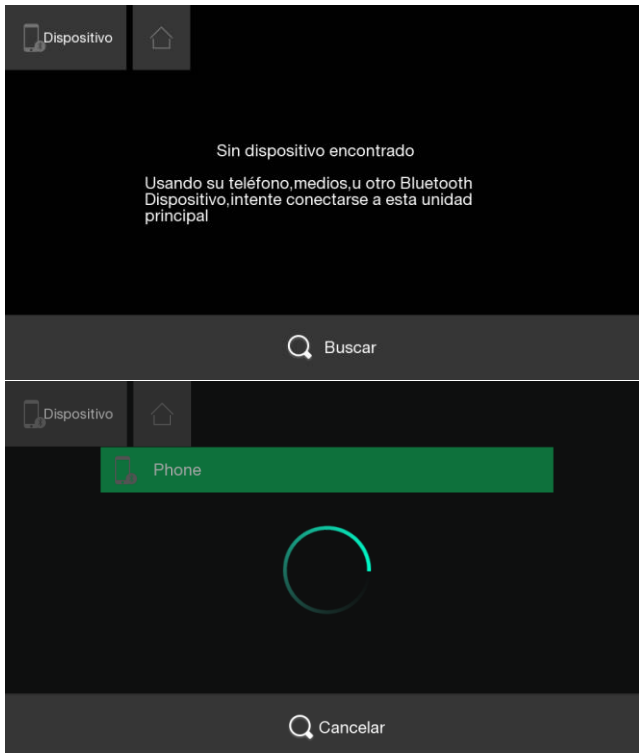 Dispositivo
Sin dispositivo encontrado
Usando su teléfono,medios,u otro Bluetooth
Dispositivo,intente conectarse a esta unidad
principal
Buscar
Dispositivo
Phone
Cancelar